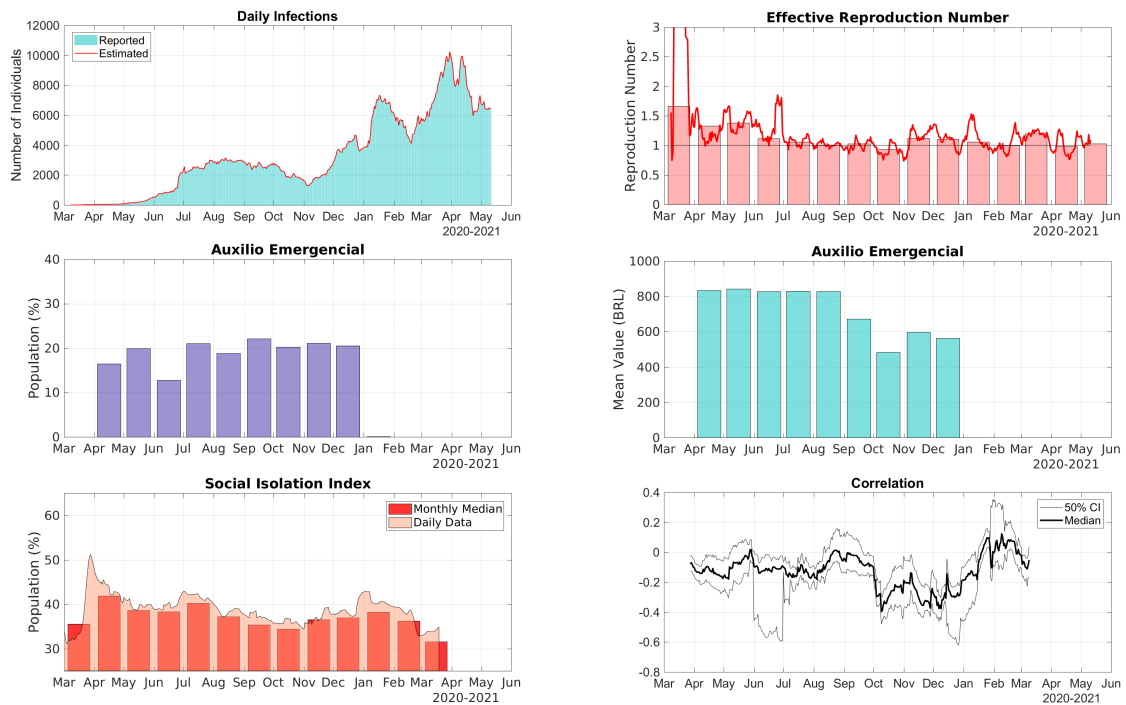 Daily Infections
12000
10000
8000
6000
4000
2000
0
Number of Individuals
Reported
Estimated
Mar Apr May Jun Jul Aug Sep Oct Nov Dec Jan Feb Mar Apr May Jun
2020-2021
Effective Reproduction Number
3
2.5
2
1.5
1
0.5
0
Reproduction Number
Mar Apr May Jun Jul Aug Sep Oct Nov Dec Jan Feb Mar Apr May Jun
2020-2021
Auxilio Emergencial
40
30
20
10
0
Population (%)
Mar Apr May Jun Jul Aug Sep Oct Nov Dec Jan Feb Mar Apr May Jun
2020-2021
Auxilio Emergencial
1000
800
600
400
200
0
Mean Value (BRL)
Mar Apr May Jun Jul Aug Sep Oct Nov Dec Jan Feb Mar Apr May Jun
2020-2021
Social Isolation Index
60
50
40
30
Population (%)
Monthly Median
Daily Data
Mar Apr May Jun Jul Aug Sep Oct Nov Dec Jan Feb Mar Apr May Jun
2020-2021
Correlation
0.4
0.2
0
-0.2
-0.4
-0.6
-0.8
50% CI
Median
Mar Apr May Jun Jul Aug Sep Oct Nov Dec Jan Feb Mar Apr May Jun
2020-2021